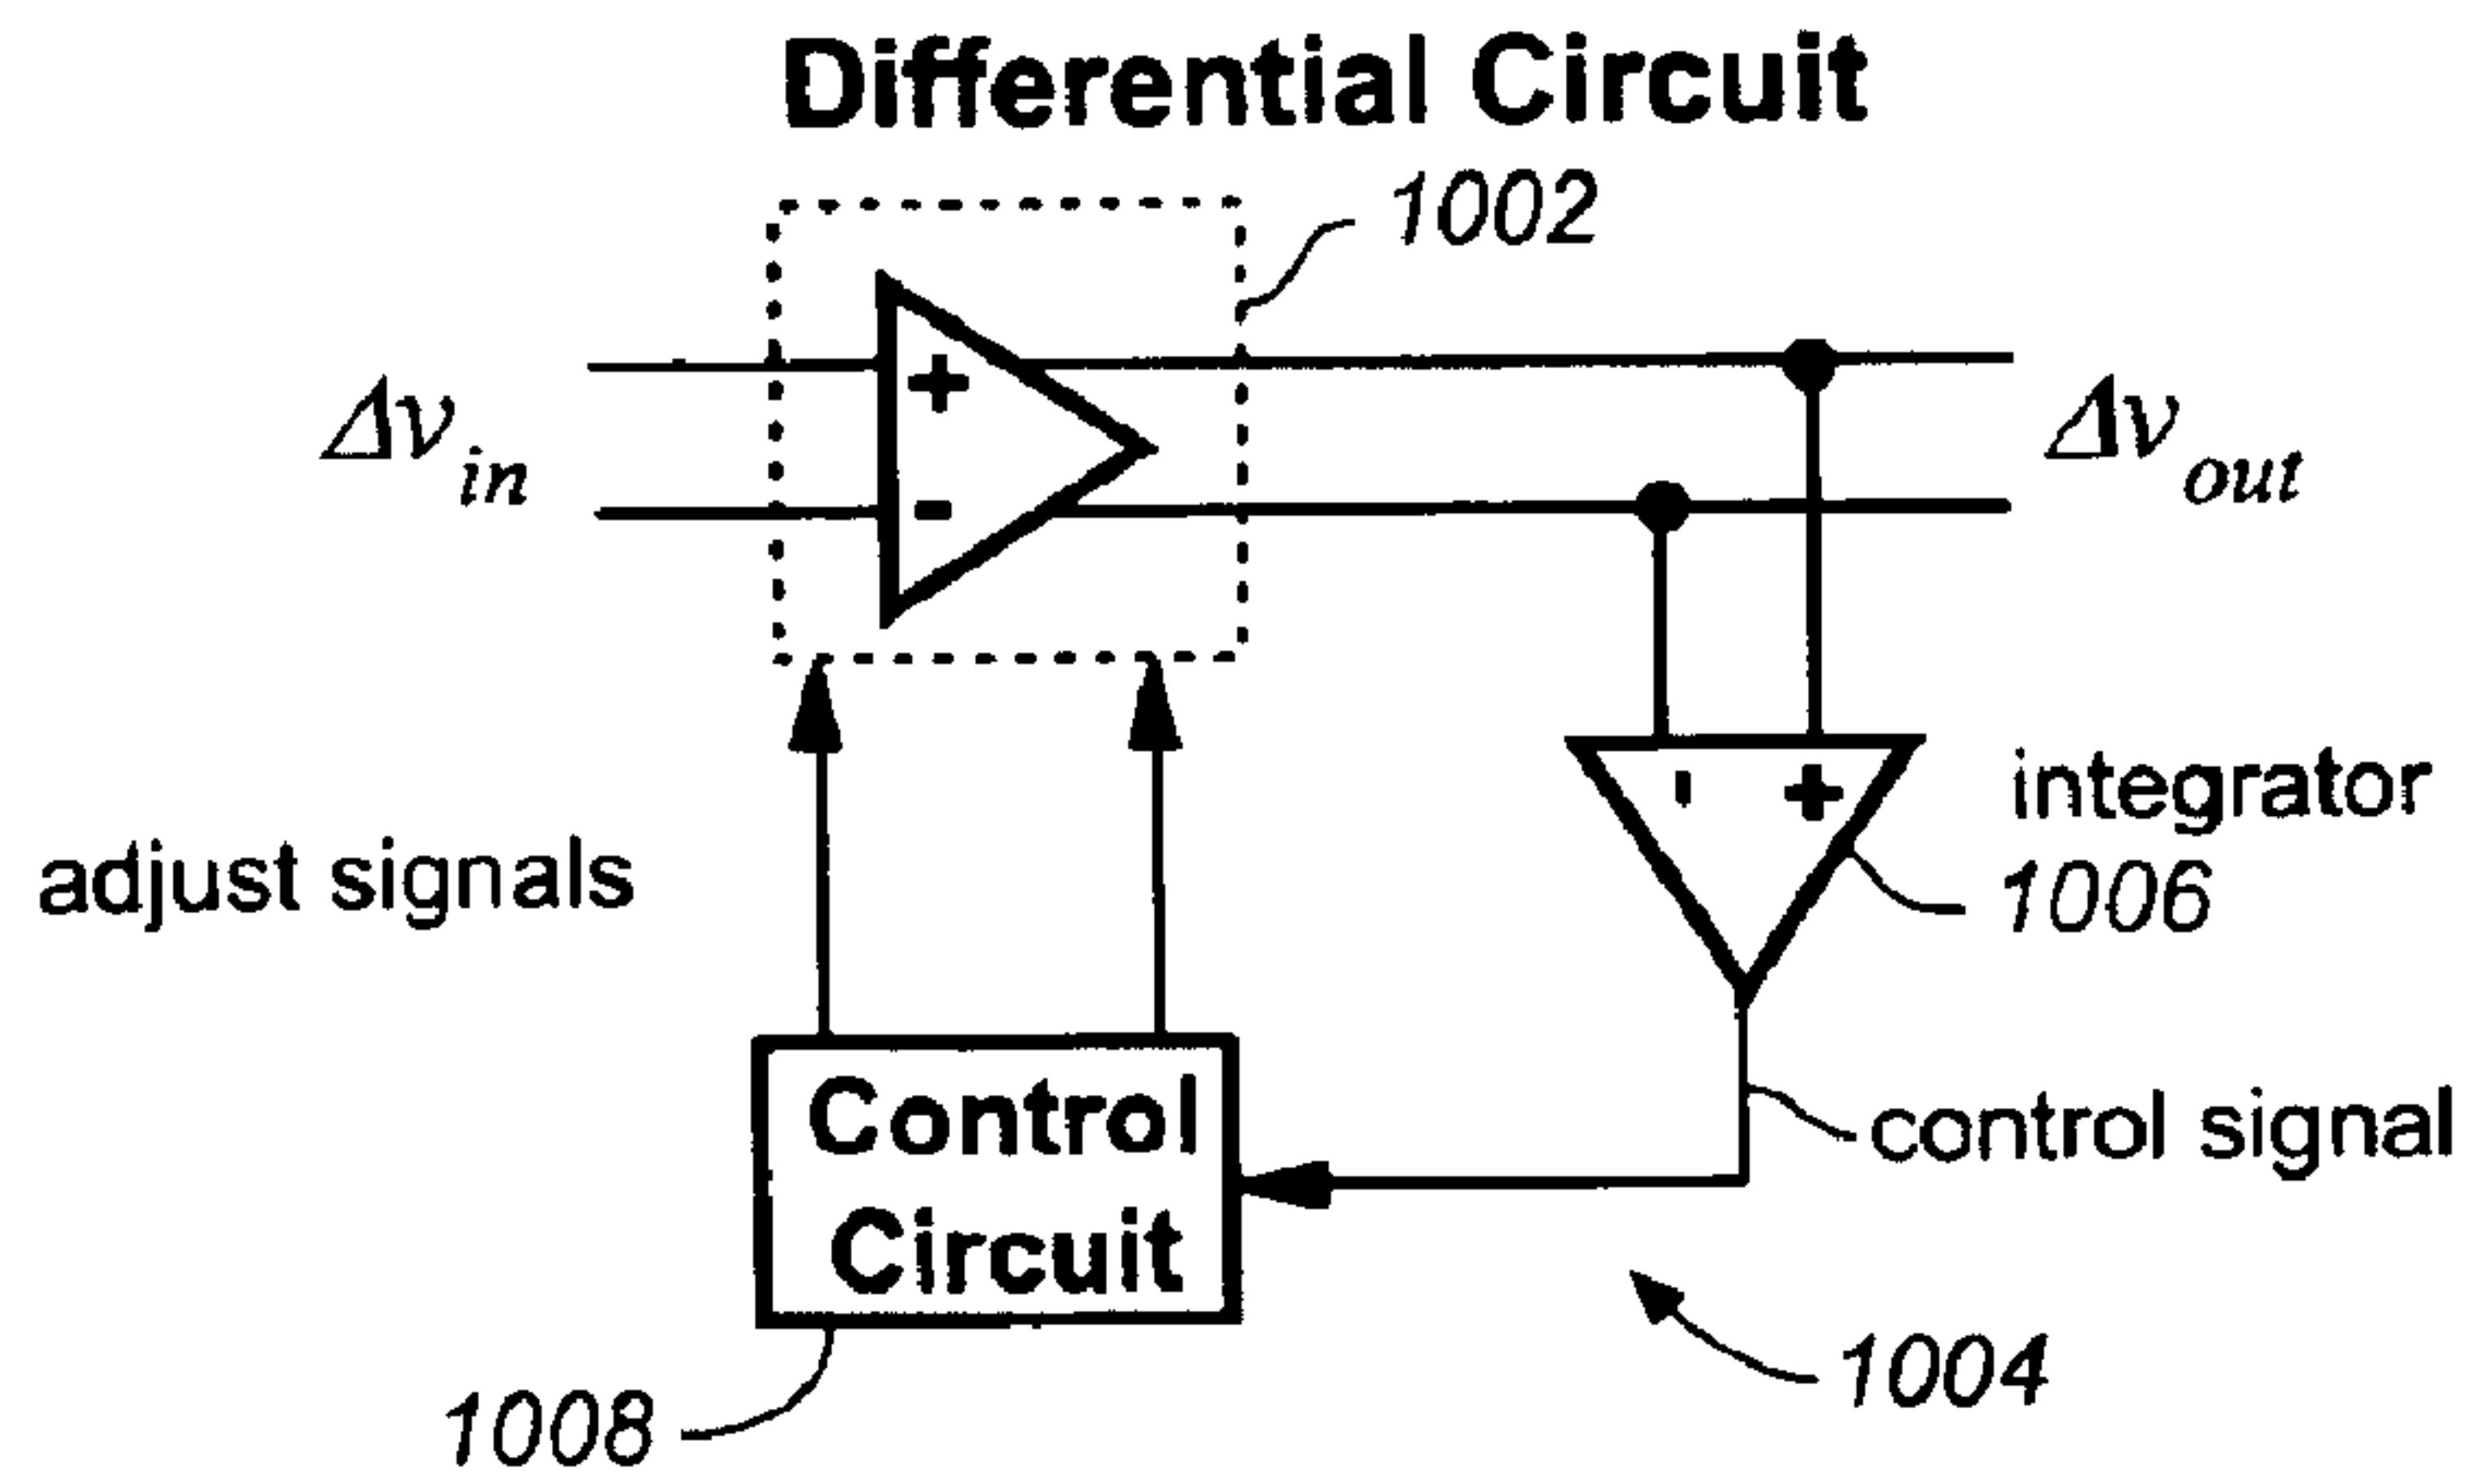 Differential Circuit
1002
+
-
Δv in
Δv out
- +
integrator
1006
adjust signals
control signal
Control
Circuit
1004
1008